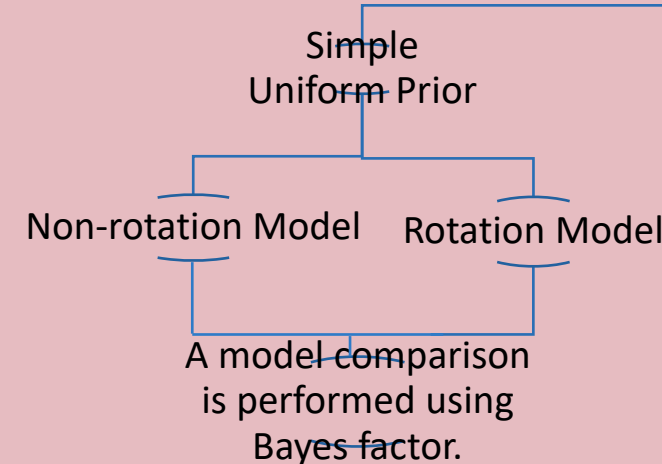 Simple
Uniform Prior
Non-rotation Model
Rotation Model
A model comparison
is performed using
Bayes factor.